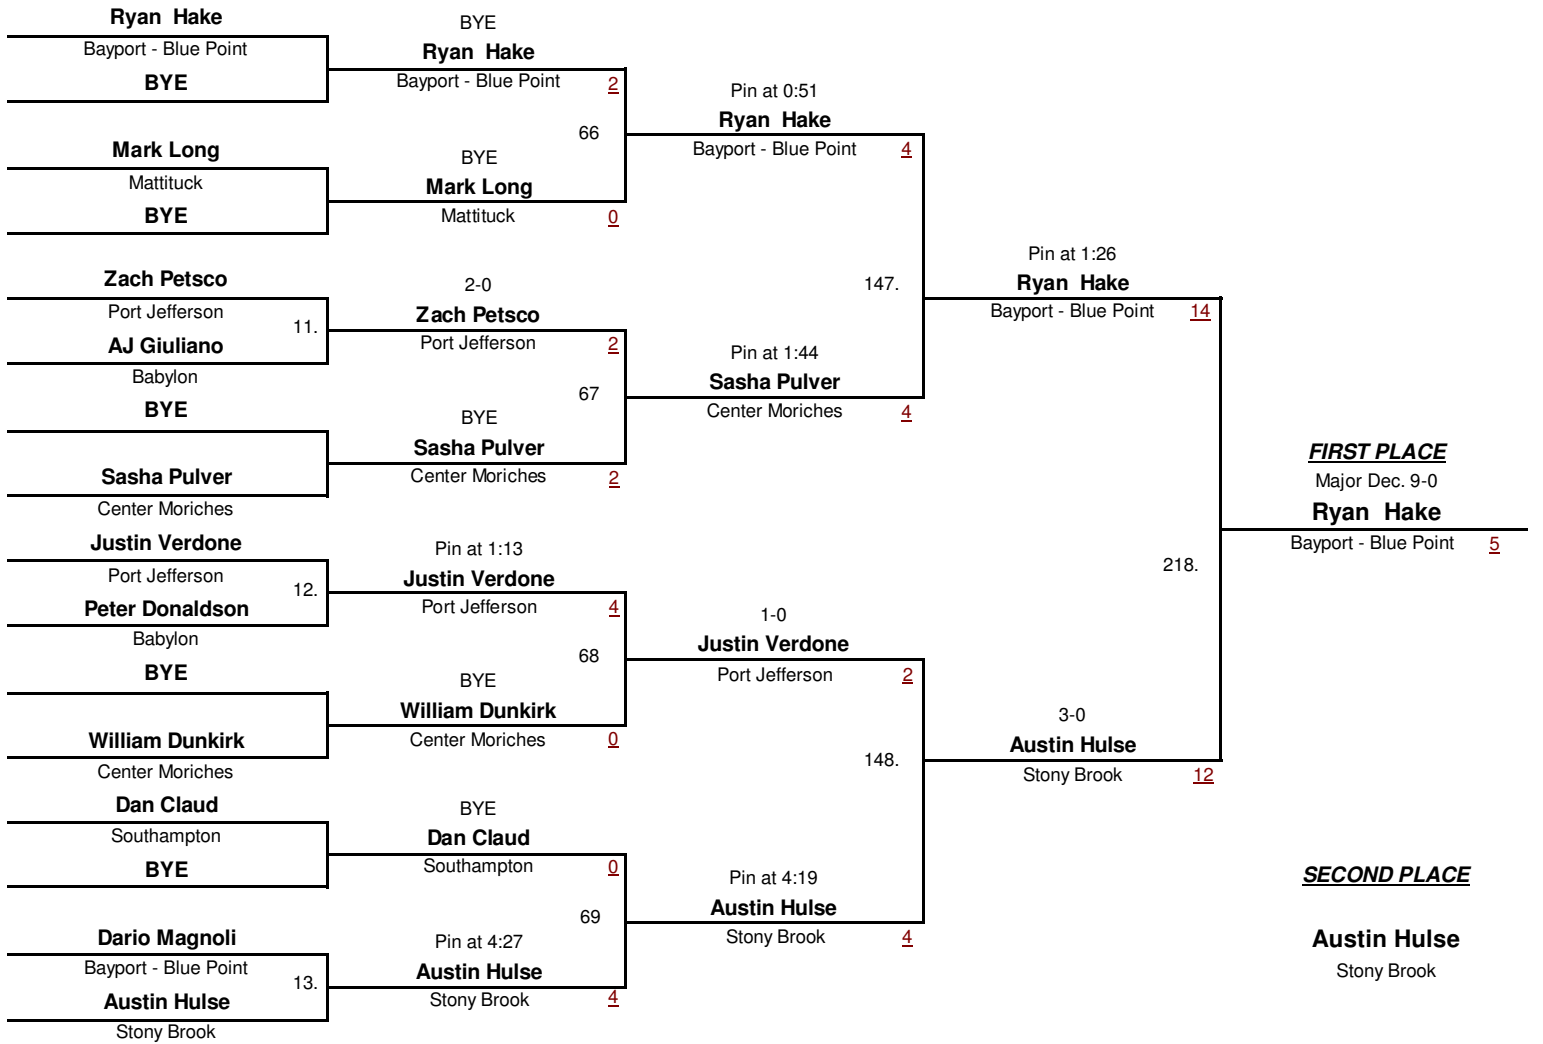 Ryan Hake
Bayport - Blue Point
BYE
Mark Long
Mattituck
BYE
Zach Petsco
Port Jefferson
11.
AJ Giuliano
Babylon
BYE
Sasha Pulver
Center Moriches
Justin Verdone
Port Jefferson
12.
Peter Donaldson
Babylon
BYE
William Dunkirk
Center Moriches
Dan Claud
Southampton
BYE
Dario Magnoli
Bayport - Blue Point
13.
Austin Hulse
Stony Brook
BYE
Ryan Hake
Bayport - Blue Point
2
66
BYE
Mark Long
Mattituck
0
2-0
Zach Petsco
Port Jefferson
2
67
BYE
Sasha Pulver
Center Moriches
2
Pin at 1:13
Justin Verdone
Port Jefferson
4
68
BYE
William Dunkirk
Center Moriches
0
BYE
Dan Claud
Southampton
0
69
Pin at 4:27
Austin Hulse
Stony Brook
4
Pin at 0:51
Ryan Hake
Bayport - Blue Point
4
147.
Pin at 1:44
Sasha Pulver
Center Moriches
4
1-0
Justin Verdone
Port Jefferson
2
148.
Pin at 4:19
Austin Hulse
Stony Brook
4
Pin at 1:26
Ryan Hake
Bayport - Blue Point
14
218.
3-0
Austin Hulse
Stony Brook
12
FIRST PLACE
Major Dec. 9-0
Ryan Hake
Bayport - Blue Point
5
SECOND PLACE
Austin Hulse
Stony Brook